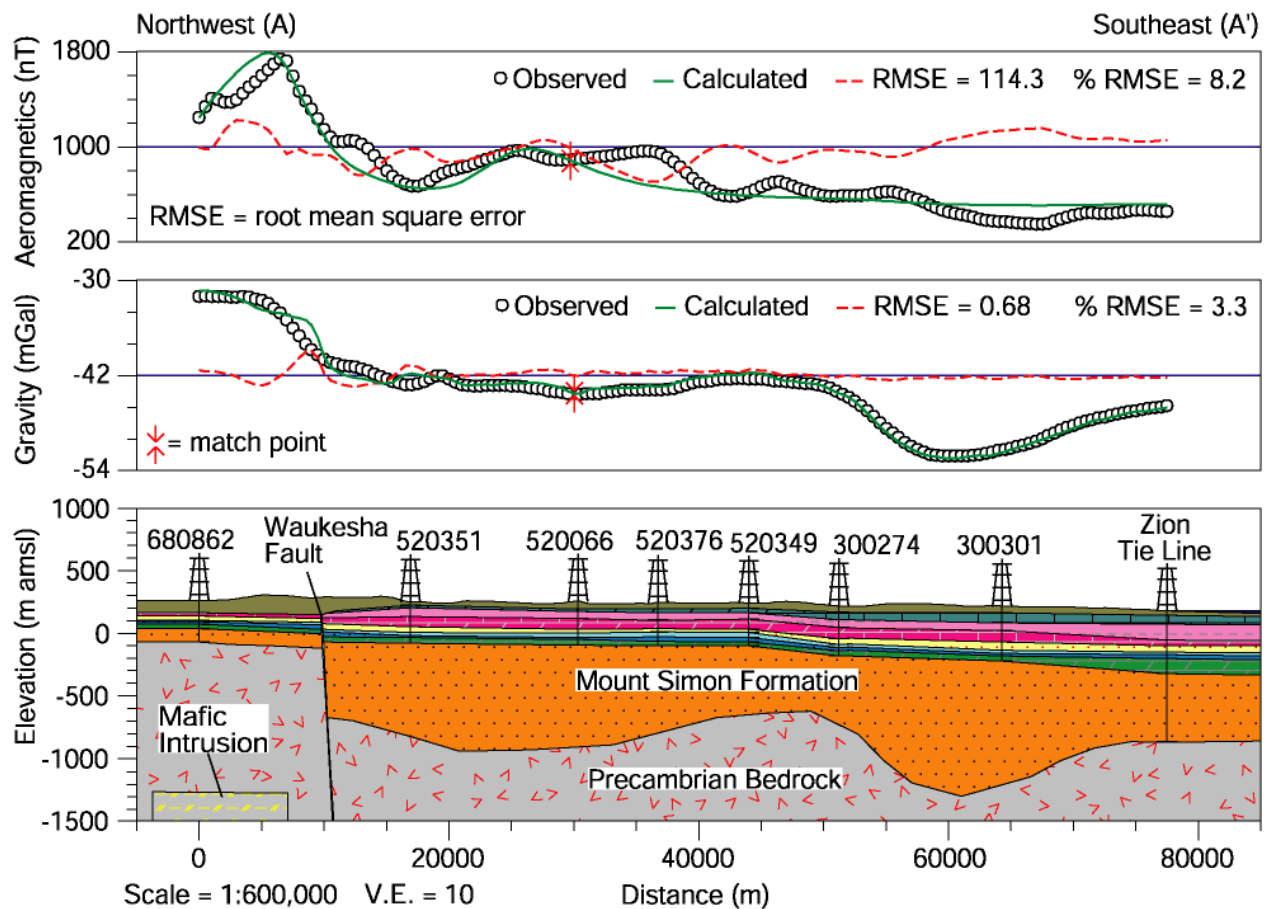 Northwest (A)
Southeast (A')
Aeromagnetics (nT)
1800
1000
200
Observed
Calculated
RMSE = 114.3
% RMSE = 8.2
RMSE = root mean square error
Gravity (mGal)
-30
-42
-54
Observed
Calculated
RMSE = 0.68
% RMSE = 3.3
= match point
Elevation (m amsl)
1000
500
0
-500
-1000
-1500
680862
Waukesha
Fault
520351
520066
520376
520349
300274
300301
Zion
Tie Line
Mount Simon Formation
Mafic
Intrusion
Precambrian Bedrock
0
20000
40000
60000
80000
Scale = 1:600,000 V.E. = 10
Distance (m)